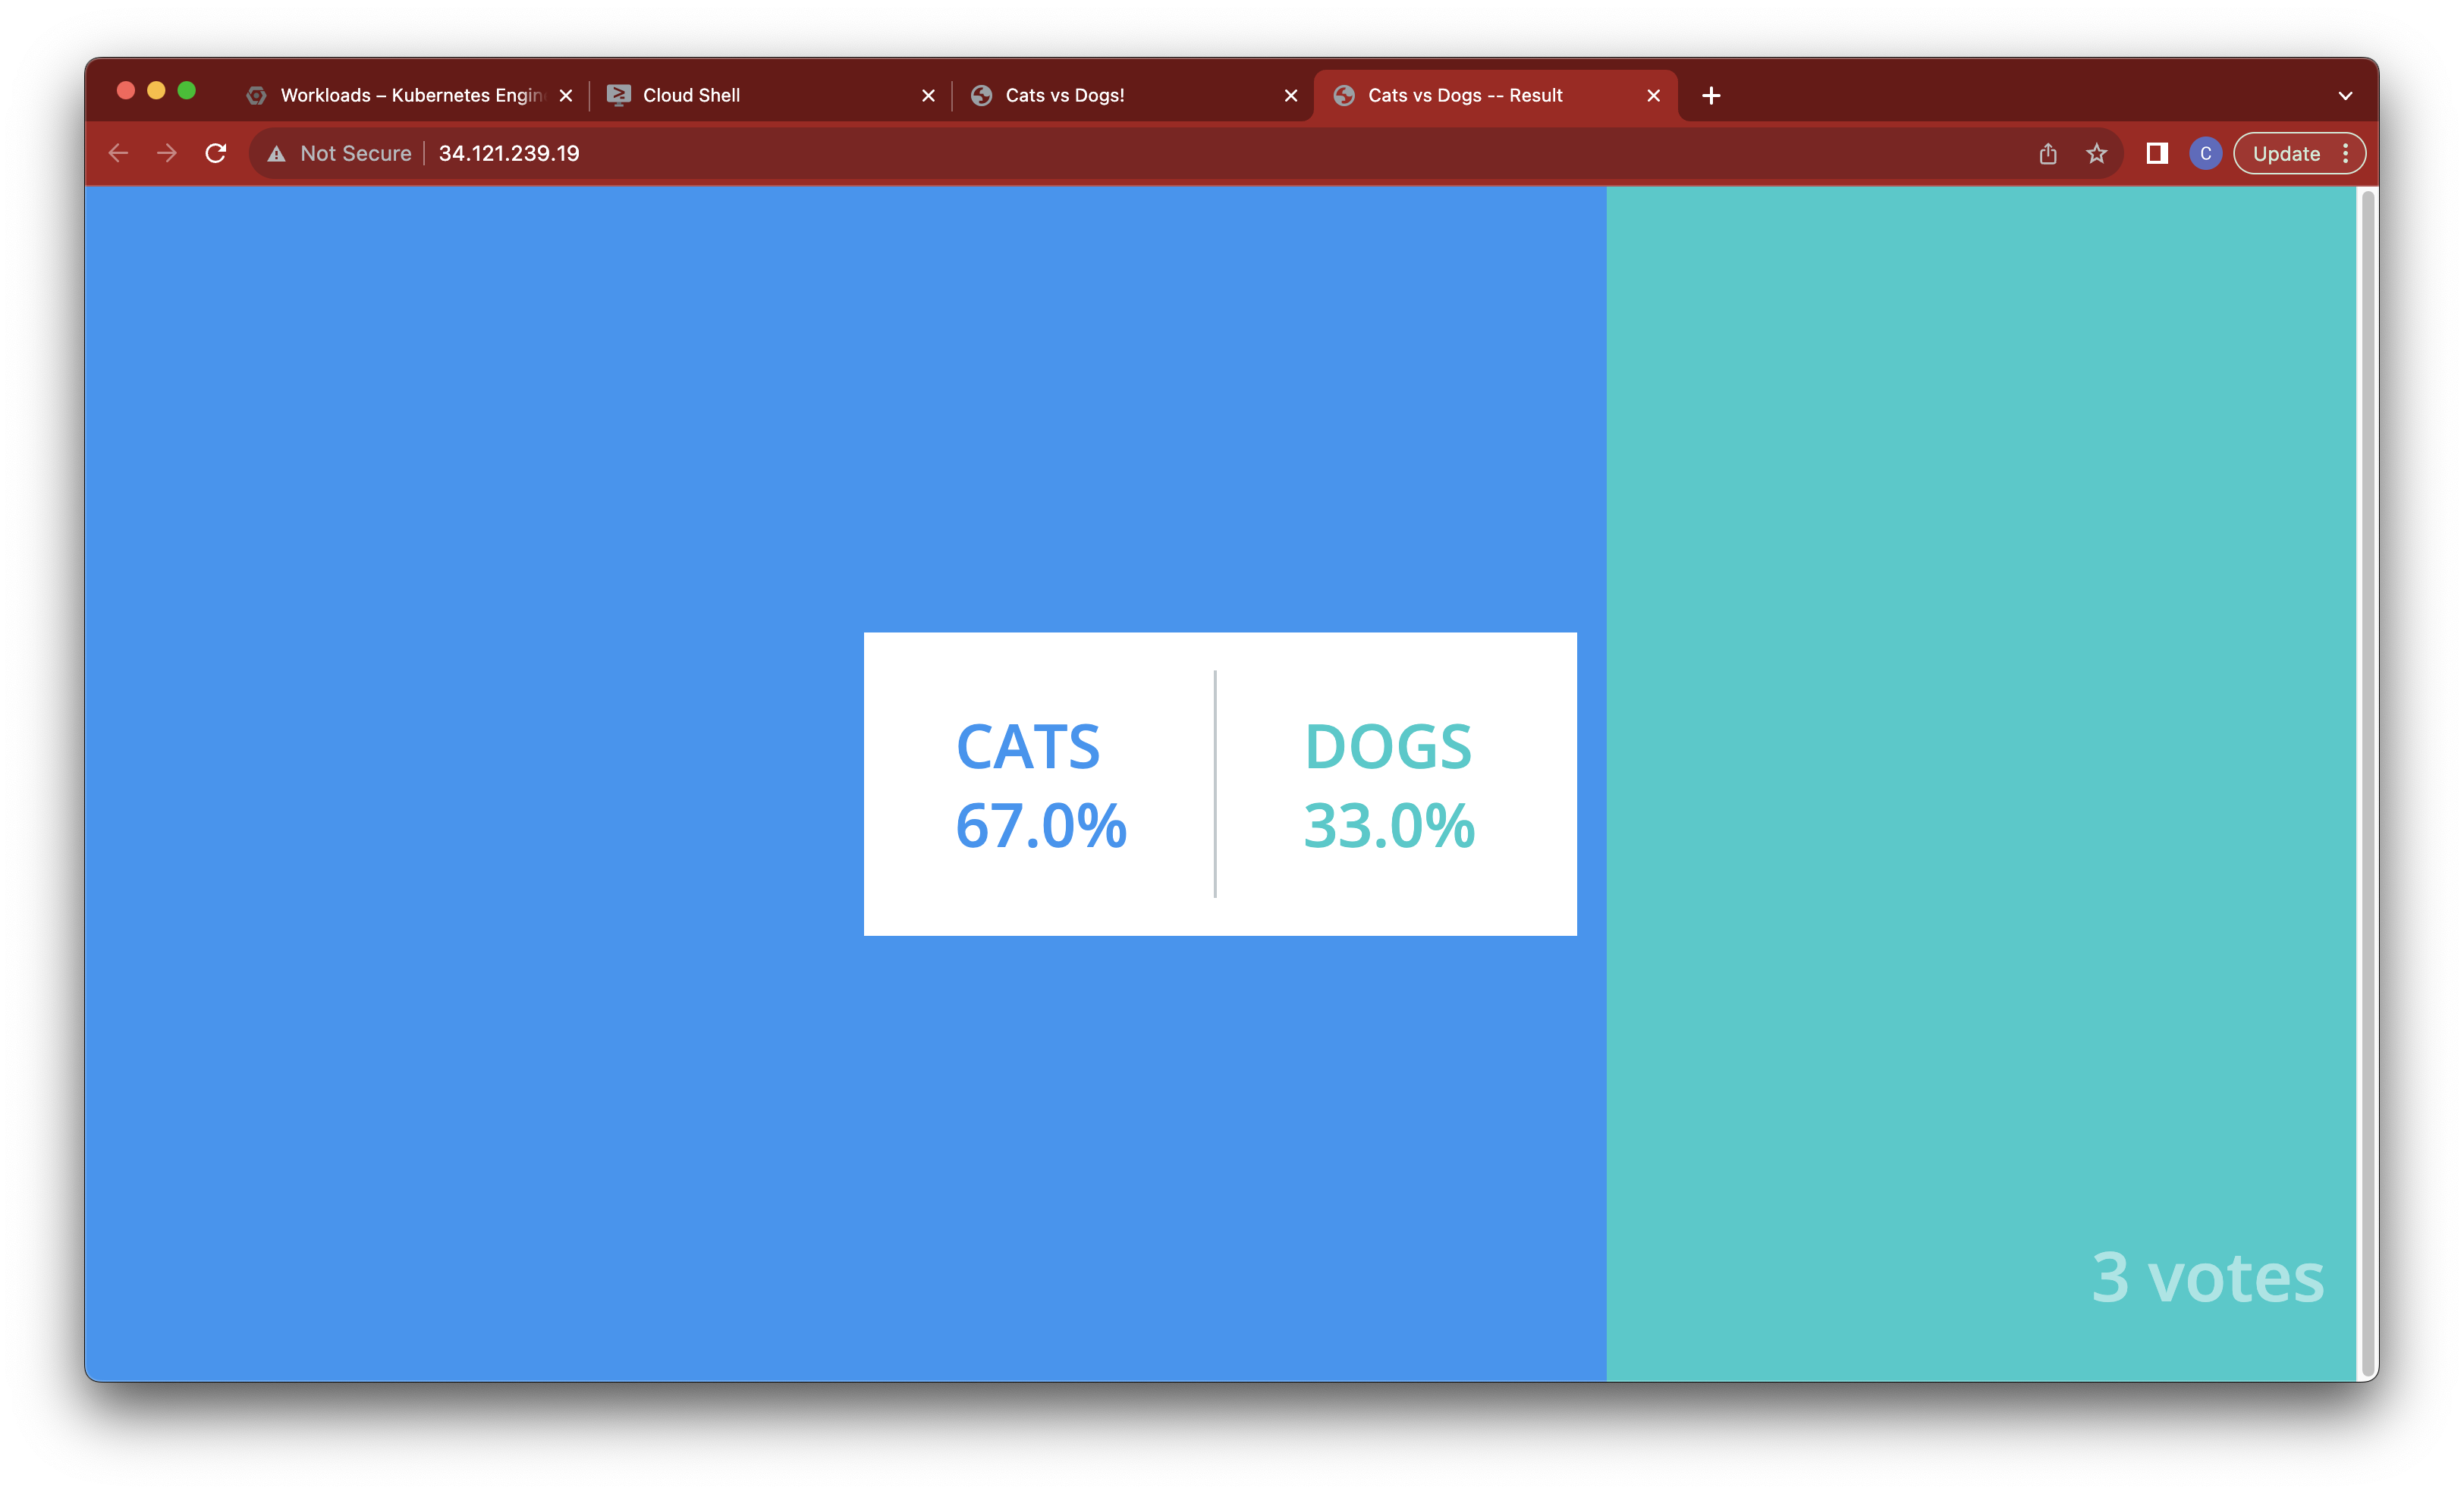 Workloads – Kubernetes Engin
Cloud Shell
Cats vs Dogs!
Cats vs Dogs -- Result
Not Secure
34.121.239.19
C
Update
CATS
67.0%
DOGS
33.0%
3 votes